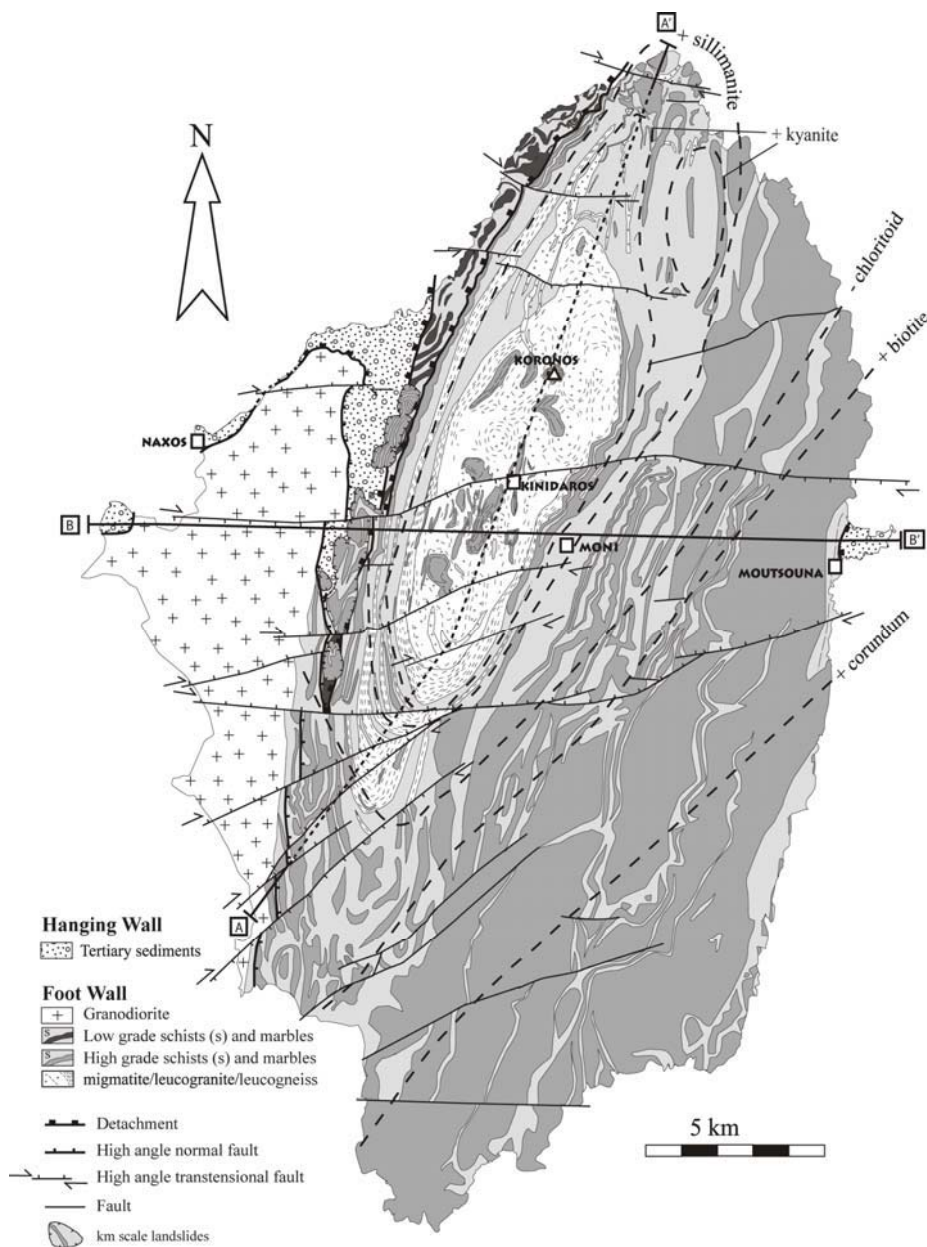 A'
+ sillimanite
N
+ kyanite
- chloritoid
+ biotite
KORONOS
NAXOS
KINIDAROS
B
MONI
B'
MOUTSOUNA
+ corundum
A
Hanging Wall
Tertiary sediments
Foot Wall
+ Granodiorite
S Low grade schists (s) and marbles
S High grade schists (s) and marbles
migmatite/leucogranite/leucogneiss
Detachment
High angle normal fault
High angle transtensional fault
Fault
km scale landslides
5 km